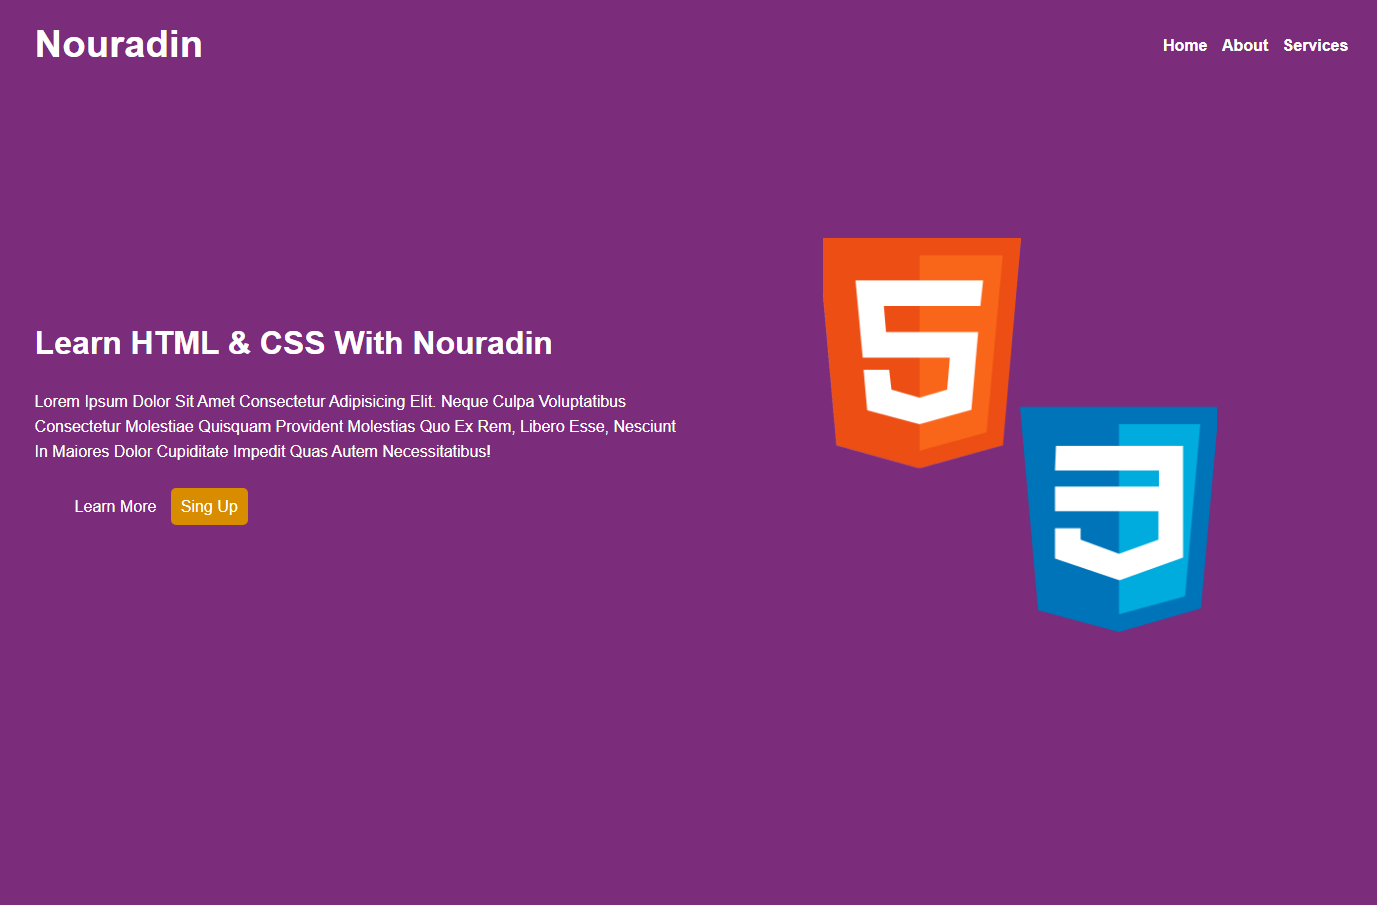 Nouradin
Home About Services
Learn HTML & CSS With Nouradin
Lorem Ipsum Dolor Sit Amet Consectetur Adipisicing Elit. Neque Culpa Voluptatibus
Consectetur Molestiae Quisquam Provident Molestias Quo Ex Rem, Libero Esse, Nesciunt
In Maiores Dolor Cupiditate Impedit Quas Autem Necessitatibus!
Learn More Sing Up
5
3